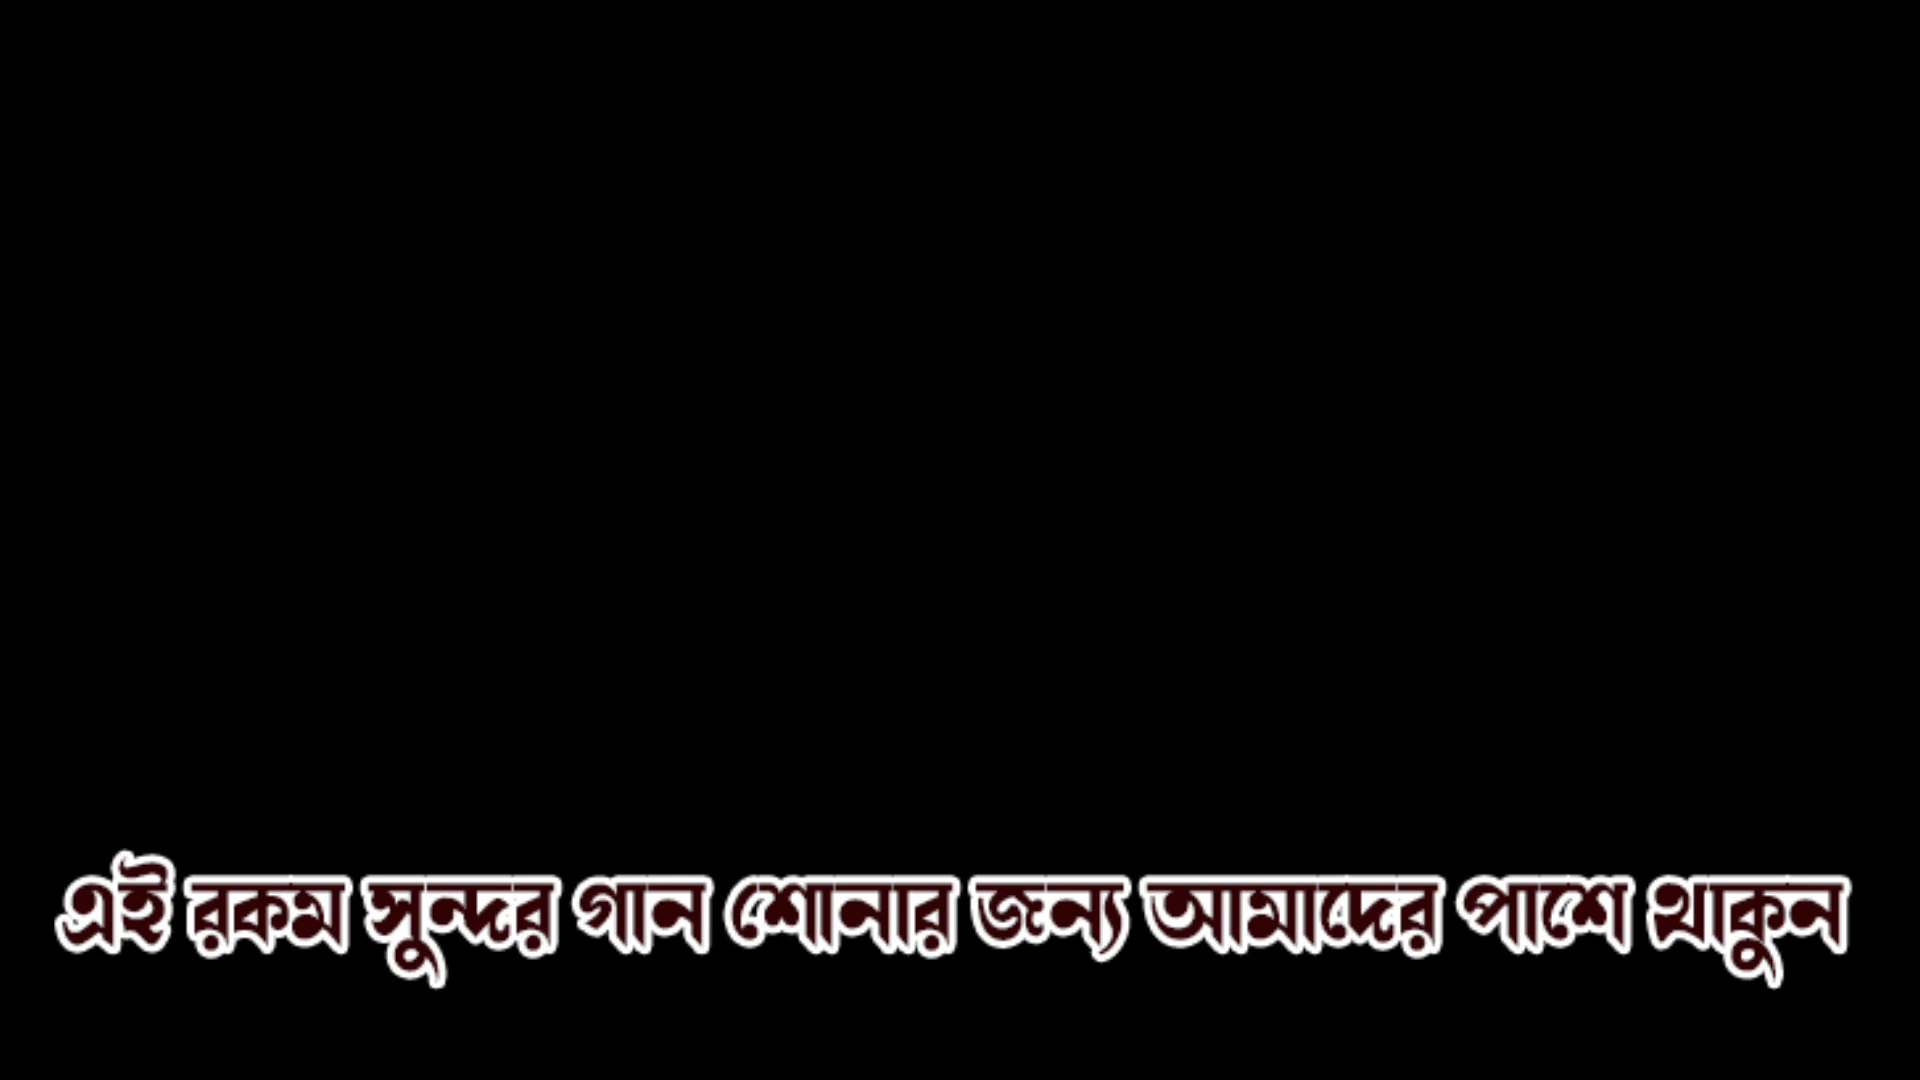 এই রকম সুন্দর গান শোনার জন্য আমাদের পাশে থাকুন